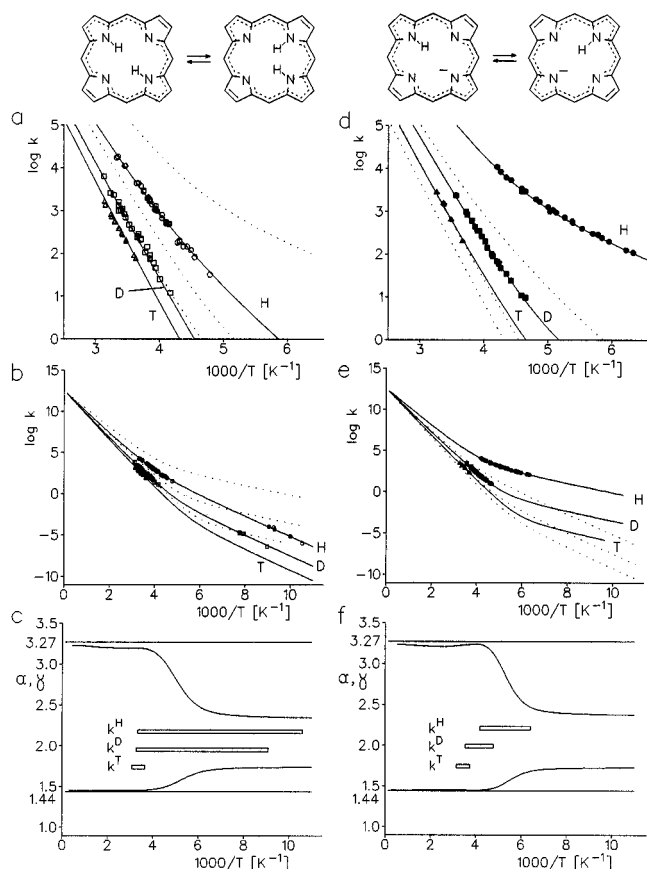 H
N N
H
N N
N N
H
N N
H
H
N N
– N
N
N N
H
N – N
a
log k
5
4
3
2
1
0
H
D
T
3 4 5 6
1000/T [K⁻¹]
d
log k
5
4
3
2
1
0
H
D
T
3 4 5 6
1000/T [K⁻¹]
b
log k
15
10
5
0
−5
−10
H
D
T
0 2 4 6 8 10
1000/T [K⁻¹]
e
log k
15
10
5
0
−5
−10
H
D
T
0 2 4 6 8 10
1000/T [K⁻¹]
c
α, γ
3.27
3.0
2.5
2.0
1.5
1.44
1.0
kᴴ
kᴰ
kᵀ
0 2 4 6 8 10
1000/T [K⁻¹]
f
α, γ
3.27
3.0
2.5
2.0
1.5
1.44
1.0
kᴴ
kᴰ
kᵀ
0 2 4 6 8 10
1000/T [K⁻¹]